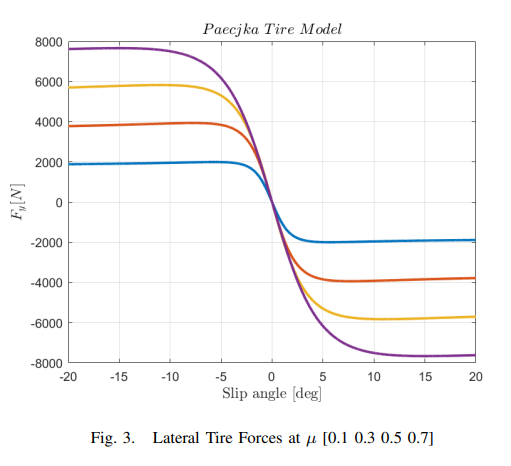 Paecjka Tire Model
8000
6000
4000
2000
0
-2000
-4000
-6000
-8000
F_y[N]
-20 -15 -10 -5 0 5 10 15 20
Slip angle [deg]
Fig. 3. Lateral Tire Forces at μ [0.1 0.3 0.5 0.7]